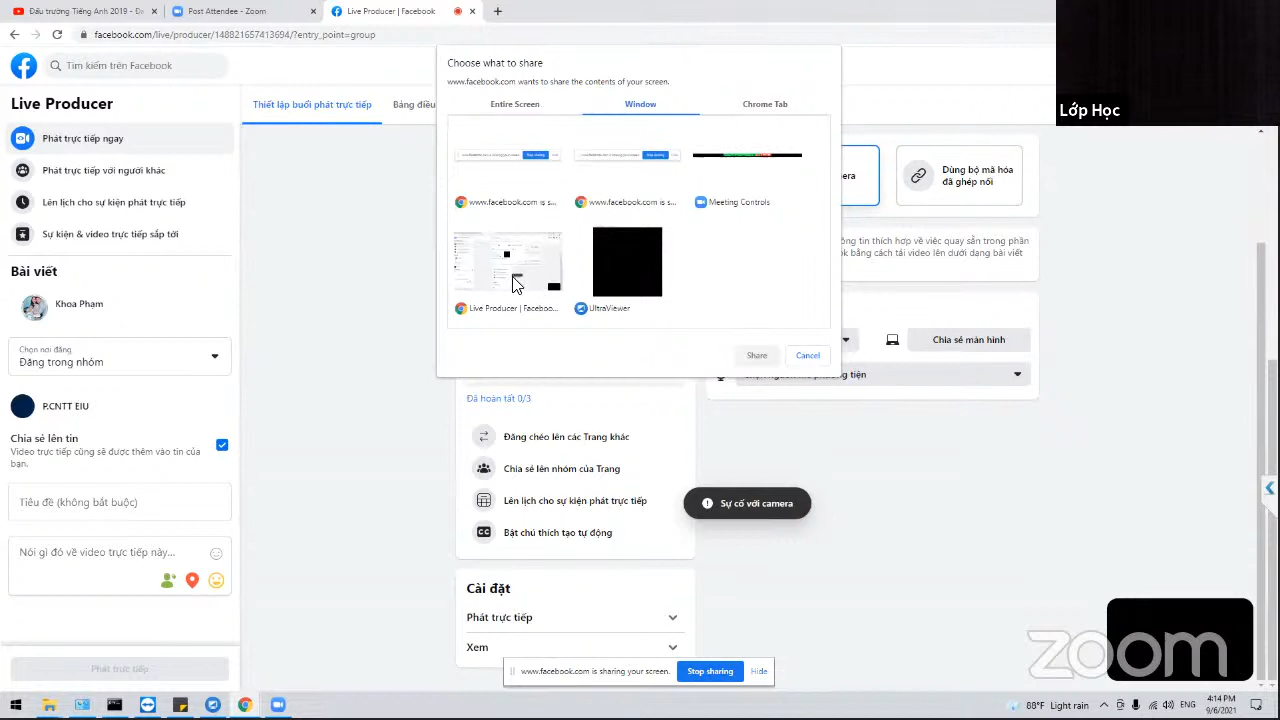 Đấu trường Tiếng Anh 2019 - Đ
Post Attendee - Zoom
Live Producer | Facebook
facebook.com/live/producer/148821657413694/?entry_point=group
Tìm kiếm trên Facebook
Live Producer
Phát trực tiếp ngay
Phát trực tiếp với người khác
Lên lịch cho sự kiện phát trực tiếp
Sự kiện & video trực tiếp sắp tới
Bài viết
Khoa Pham
Chọn nơi đăng
Đăng trong nhóm
P.CNTT EIU
Chia sẻ lên tin
Video trực tiếp cũng sẽ được thêm vào tin của
bạn.
Tiêu đề (không bắt buộc)
Nói gì đó về video trực tiếp này...
Phát trực tiếp
Thiết lập buổi phát trực tiếp
Bảng điều
Choose what to share
www.facebook.com wants to share the contents of your screen.
Entire Screen
Window
Chrome Tab
Stop sharing
Stop sharing
www.facebook.com is s...
www.facebook.com is s...
Meeting Controls
Live Producer | Faceboo...
UltraViewer
Share
Cancel
era
Dùng bộ mã hóa
đã ghép nối
ông tin thích hợp về việc quay sẵn trong phần
ok bằng cách tải video lên dưới dạng bài viết
Chia sẻ màn hình
tiện
Đã hoàn tất 0/3
Đăng chéo lên các Trang khác
Chia sẻ lên nhóm của Trang
Lên lịch cho sự kiện phát trực tiếp
CC
Bật chú thích tạo tự động
Sự cố với camera
Cài đặt
Phát trực tiếp
Xem
www.facebook.com is sharing your screen.
Stop sharing
Hide
Lớp Học
zoom
88°F Light rain
ENG
4:14 PM
9/6/2021